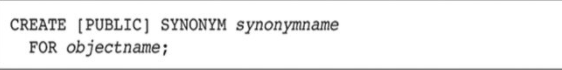 CREATE [PUBLIC] SYNONYM synonymname
FOR objectname;